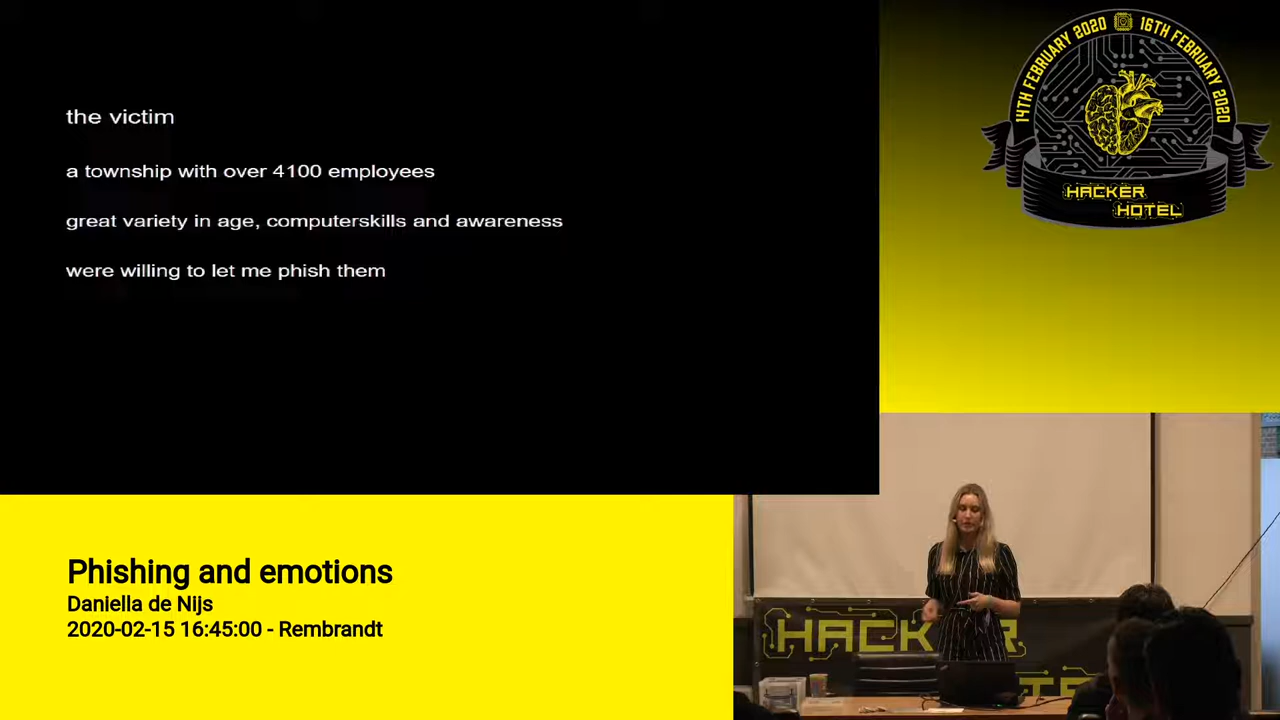 the victim
a township with over 4100 employees
great variety in age, computerskills and awareness
were willing to let me phish them
14TH FEBRUARY 2020 16TH FEBRUARY 2020
HACKER
HOTEL
Phishing and emotions
Daniella de Nijs
2020-02-15 16:45:00 - Rembrandt
HACK R
TE